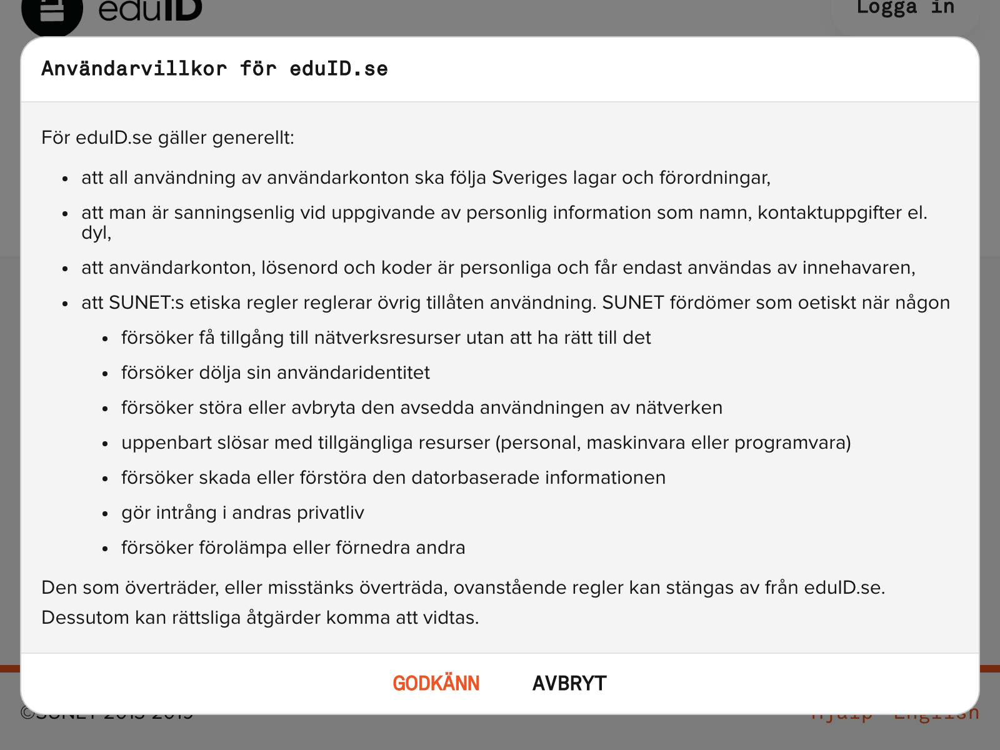 eduID
Logga in
Användarvillkor för eduID.se
För eduID.se gäller generellt:
• att all användning av användarkonton ska följa Sveriges lagar och förordningar,
• att man är sanningsenlig vid uppgivande av personlig information som namn, kontaktuppgifter el.
dyl,
• att användarkonton, lösenord och koder är personliga och får endast användas av innehavaren,
• att SUNET:s etiska regler reglerar övrig tillåten användning. SUNET fördömer som oetiskt när någon
• försöker få tillgång till nätverksresurser utan att ha rätt till det
• försöker dölja sin användaridentitet
• försöker störa eller avbryta den avsedda användningen av nätverken
• uppenbart slösar med tillgängliga resurser (personal, maskinvara eller programvara)
• försöker skada eller förstöra den datorbaserade informationen
• gör intrång i andras privatliv
• försöker förolämpa eller förnedra andra
Den som överträder, eller misstänks överträda, ovanstående regler kan stängas av från eduID.se.
Dessutom kan rättsliga åtgärder komma att vidtas.
GODKÄNN AVBRYT
©SUNET 2013-2019 Hjälp English